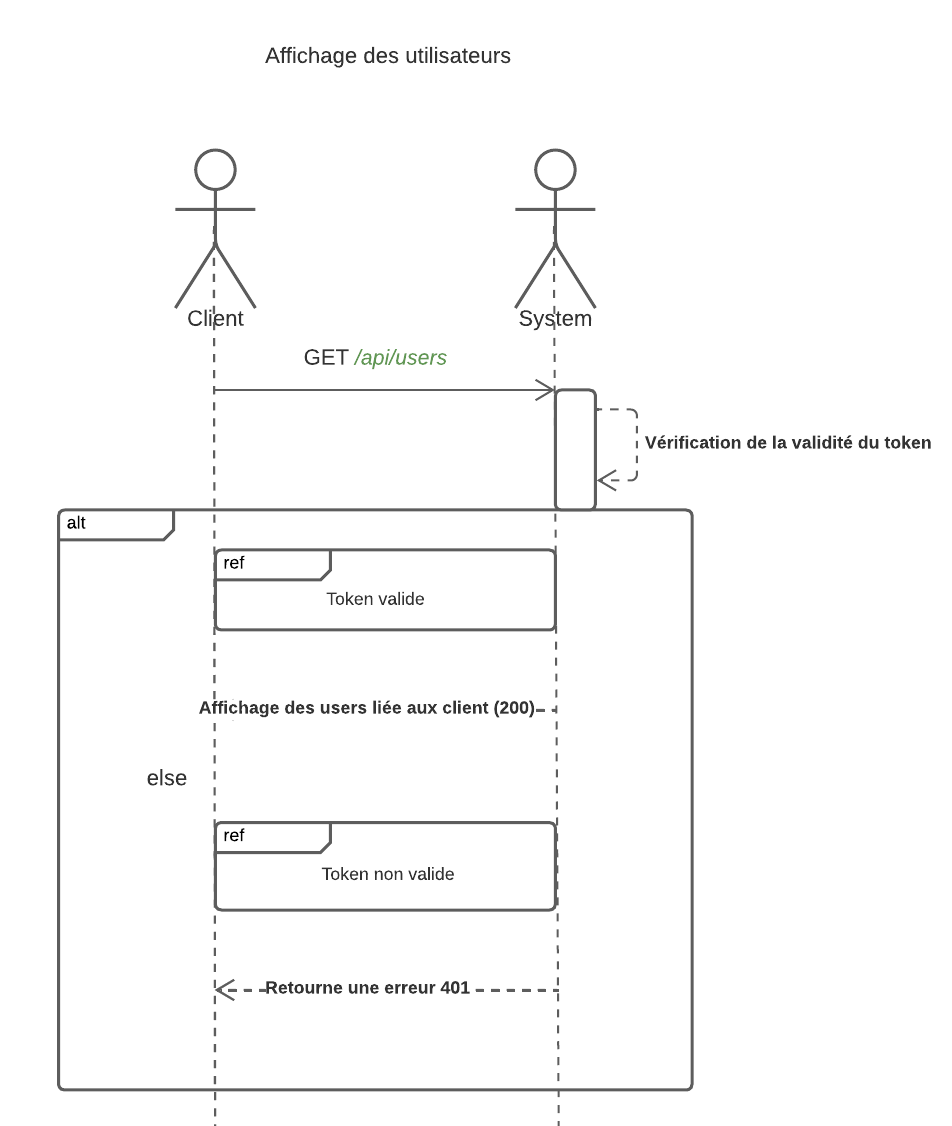 Affichage des utilisateurs
Client
System
GET /api/users
Vérification de la validité du token
alt
ref
Token valide
Affichage des users liée aux client (200)
else
ref
Token non valide
Retourne une erreur 401